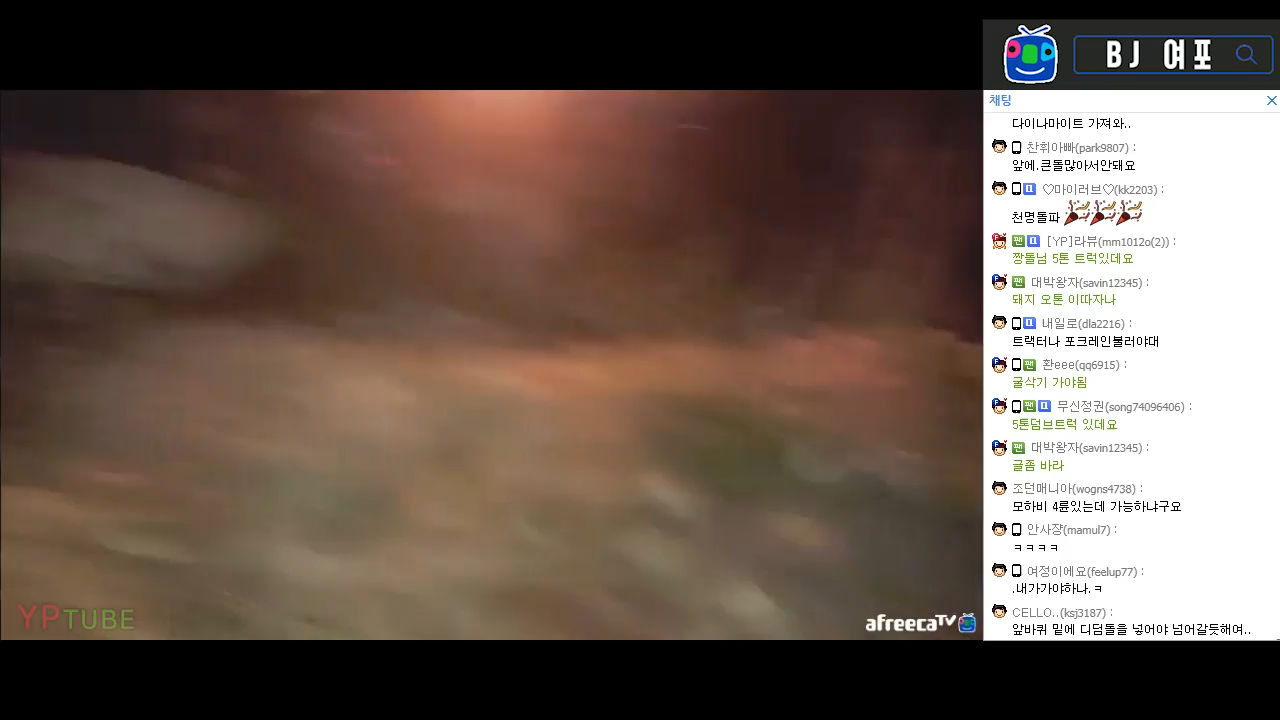 BJ 여포
채팅
다이나마이트 가져와..
찬휘아빠(park9807) :
앞에.큰돌많아서안돼요
♡마이러브♡(kk2203) :
천명돌파
팬 [YP]라뷰(mm1012o(2)) :
짱돌님 5톤 트럭있데요
팬 대박왕자(savin12345) :
돼지 오톤 이따자나
내일로(dla2216) :
트랙터나 포크레인불러야대
팬 환eee(qq6915) :
굴삭기 가야됨
팬 무신정권(song74096406) :
5톤덤브트럭 있데요
팬 대박왕자(savin12345) :
글좀 바라
조던매니아(wogns4738) :
모하비 4륜있는데 가능하냐구요
안사쟝(mamul7) :
ㅋㅋㅋㅋ
여정이에요(feelup77) :
.내가가야하나.ㅋ
CELLO..(ksj3187) :
앞바퀴 밑에 디덤돌을 넣어야 넘어갈듯해여..
YPTUBE
afreecaTV